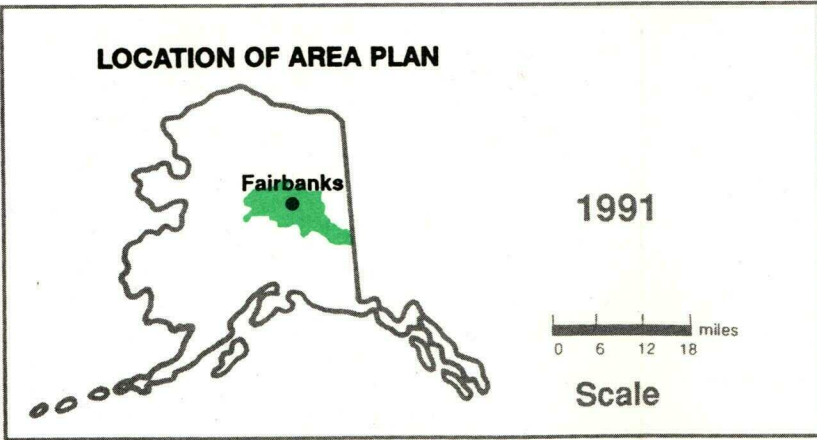 LOCATION OF AREA PLAN
Fairbanks
1991
miles
0 6 12 18
Scale